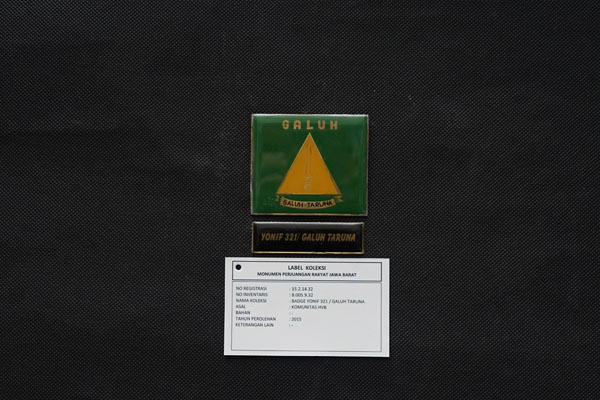 GALUH
GALUH TARUNA
YONIF 321/ GALUH TARUNA
LABEL KOLEKSI
MONUMEN PERJUANGAN RAKYAT JAWA BARAT
NO REGISTRASI : 15.2.14.32
NO INVENTARIS : B.005.9.32
NAMA KOLEKSI : BADGE YONIF 321 / GALUH TARUNA
ASAL : KOMUNITAS HVB
BAHAN : -
TAHUN PEROLEHAN : 2015
KETERANGAN LAIN : -